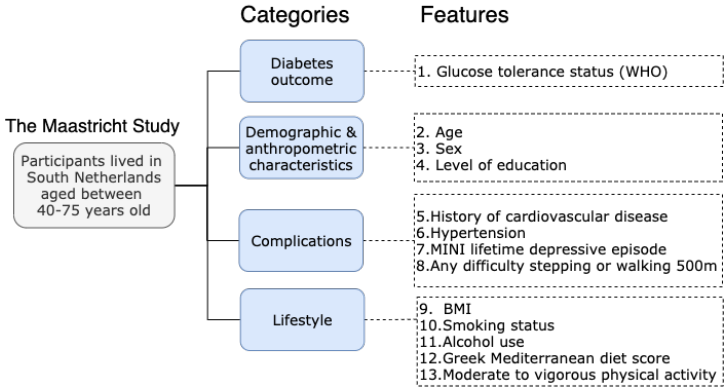 Categories
Features
The Maastricht Study
Participants lived in
South Netherlands
aged between
40-75 years old
Diabetes
outcome
1. Glucose tolerance status (WHO)
Demographic &
anthropometric
characteristics
2. Age
3. Sex
4. Level of education
Complications
5.History of cardiovascular disease
6.Hypertension
7.MINI lifetime depressive episode
8.Any difficulty stepping or walking 500m
Lifestyle
9. BMI
10.Smoking status
11.Alcohol use
12.Greek Mediterranean diet score
13.Moderate to vigorous physical activity